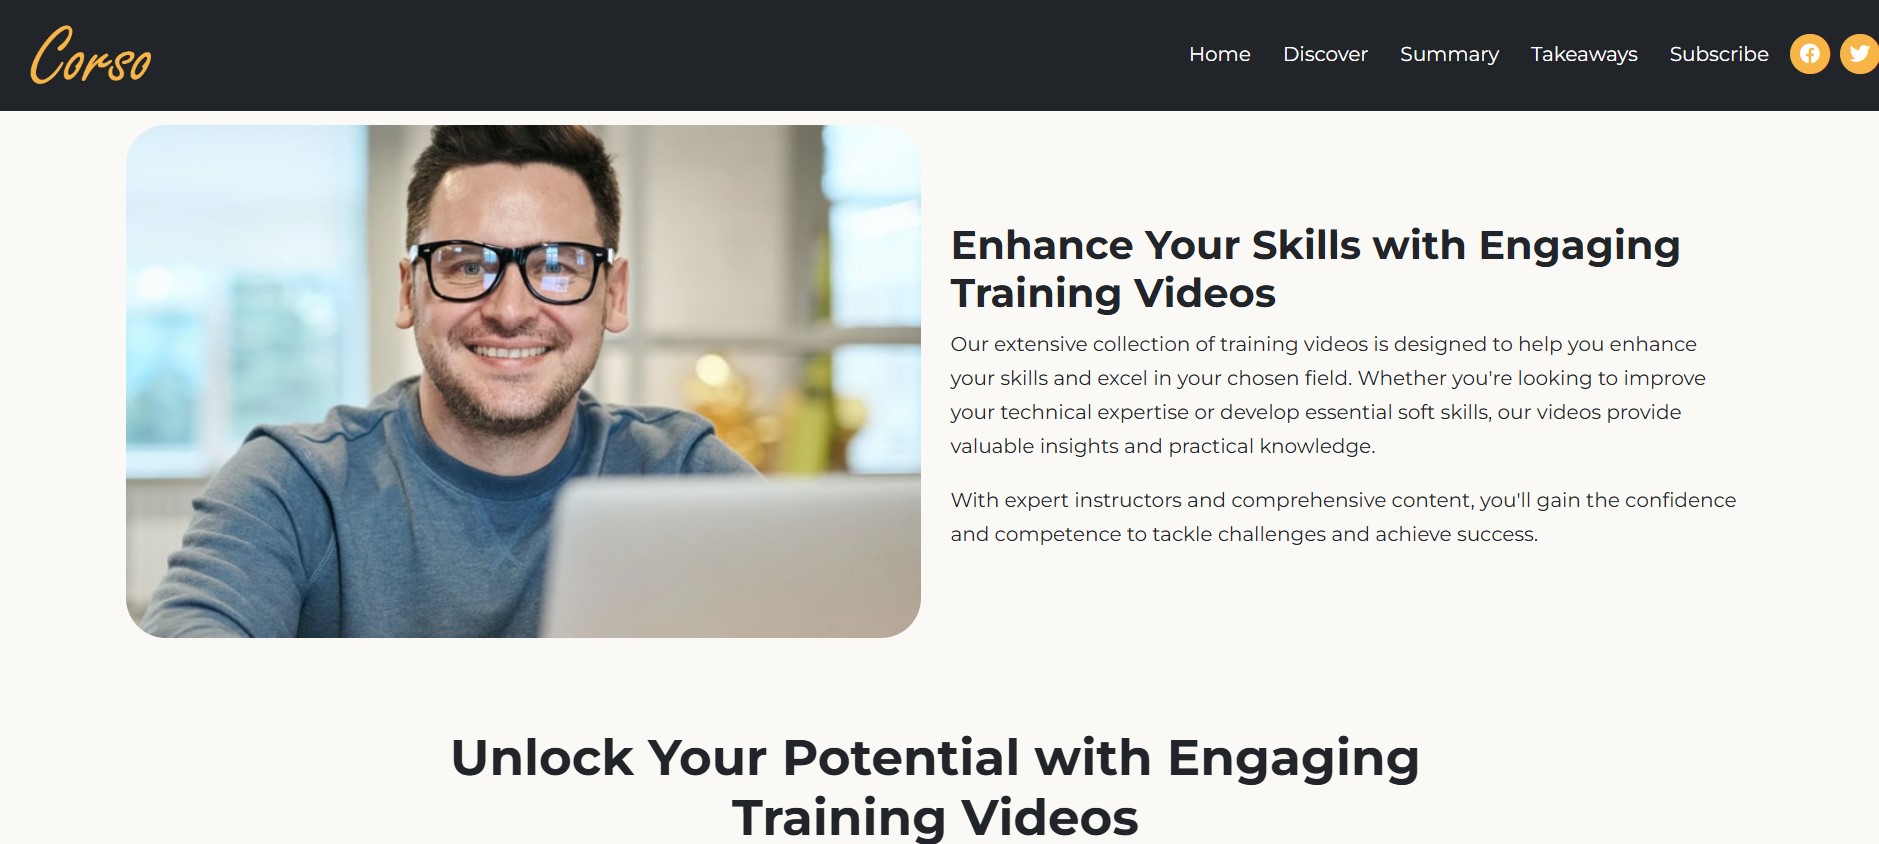 Corso
Home Discover Summary Takeaways Subscribe
Enhance Your Skills with Engaging
Training Videos
Our extensive collection of training videos is designed to help you enhance
your skills and excel in your chosen field. Whether you're looking to improve
your technical expertise or develop essential soft skills, our videos provide
valuable insights and practical knowledge.
With expert instructors and comprehensive content, you'll gain the confidence
and competence to tackle challenges and achieve success.
Unlock Your Potential with Engaging
Training Videos